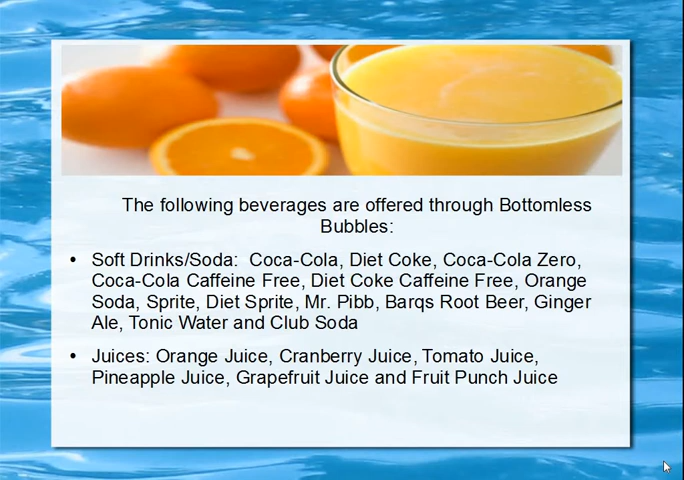 The following beverages are offered through Bottomless
Bubbles:
• Soft Drinks/Soda:  Coca-Cola, Diet Coke, Coca-Cola Zero,
Coca-Cola Caffeine Free, Diet Coke Caffeine Free, Orange
Soda, Sprite, Diet Sprite, Mr. Pibb, Barqs Root Beer, Ginger
Ale, Tonic Water and Club Soda
• Juices: Orange Juice, Cranberry Juice, Tomato Juice,
Pineapple Juice, Grapefruit Juice and Fruit Punch Juice